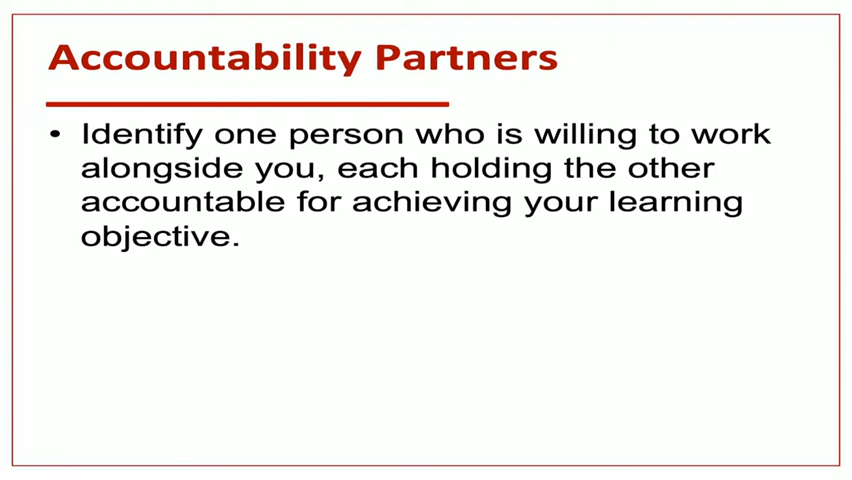 Accountability Partners
• Identify one person who is willing to work
alongside you, each holding the other
accountable for achieving your learning
objective.